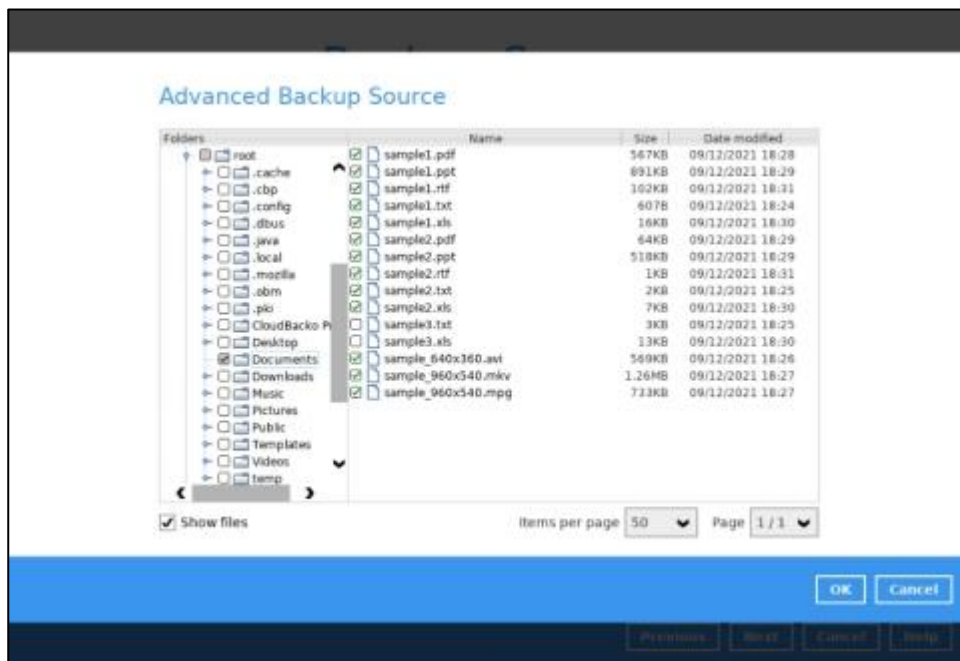 Advanced Backup Source
Folders Name Size Date modified
root
.cache
.cbp
.config
.dbus
.java
.local
.mozilla
.obm
.pki
CloudBacko
Desktop
Documents
Downloads
Music
Pictures
Public
Templates
Videos
temp
sample1.pdf 567KB 09/12/2021 18:28
sample1.ppt 891KB 09/12/2021 18:29
sample1.rtf 102KB 09/12/2021 18:31
sample1.txt 607B 09/12/2021 18:24
sample1.xls 16KB 09/12/2021 18:30
sample2.pdf 64KB 09/12/2021 18:29
sample2.ppt 518KB 09/12/2021 18:29
sample2.rtf 1KB 09/12/2021 18:31
sample2.txt 2KB 09/12/2021 18:25
sample2.xls 7KB 09/12/2021 18:30
sample3.txt 3KB 09/12/2021 18:25
sample3.xls 13KB 09/12/2021 18:30
sample_640x360.avi 569KB 09/12/2021 18:26
sample_960x540.mkv 1.26MB 09/12/2021 18:27
sample_960x540.mpg 733KB 09/12/2021 18:27
Show files Items per page 50 Page 1 / 1
OK Cancel
Previous Next Cancel Help